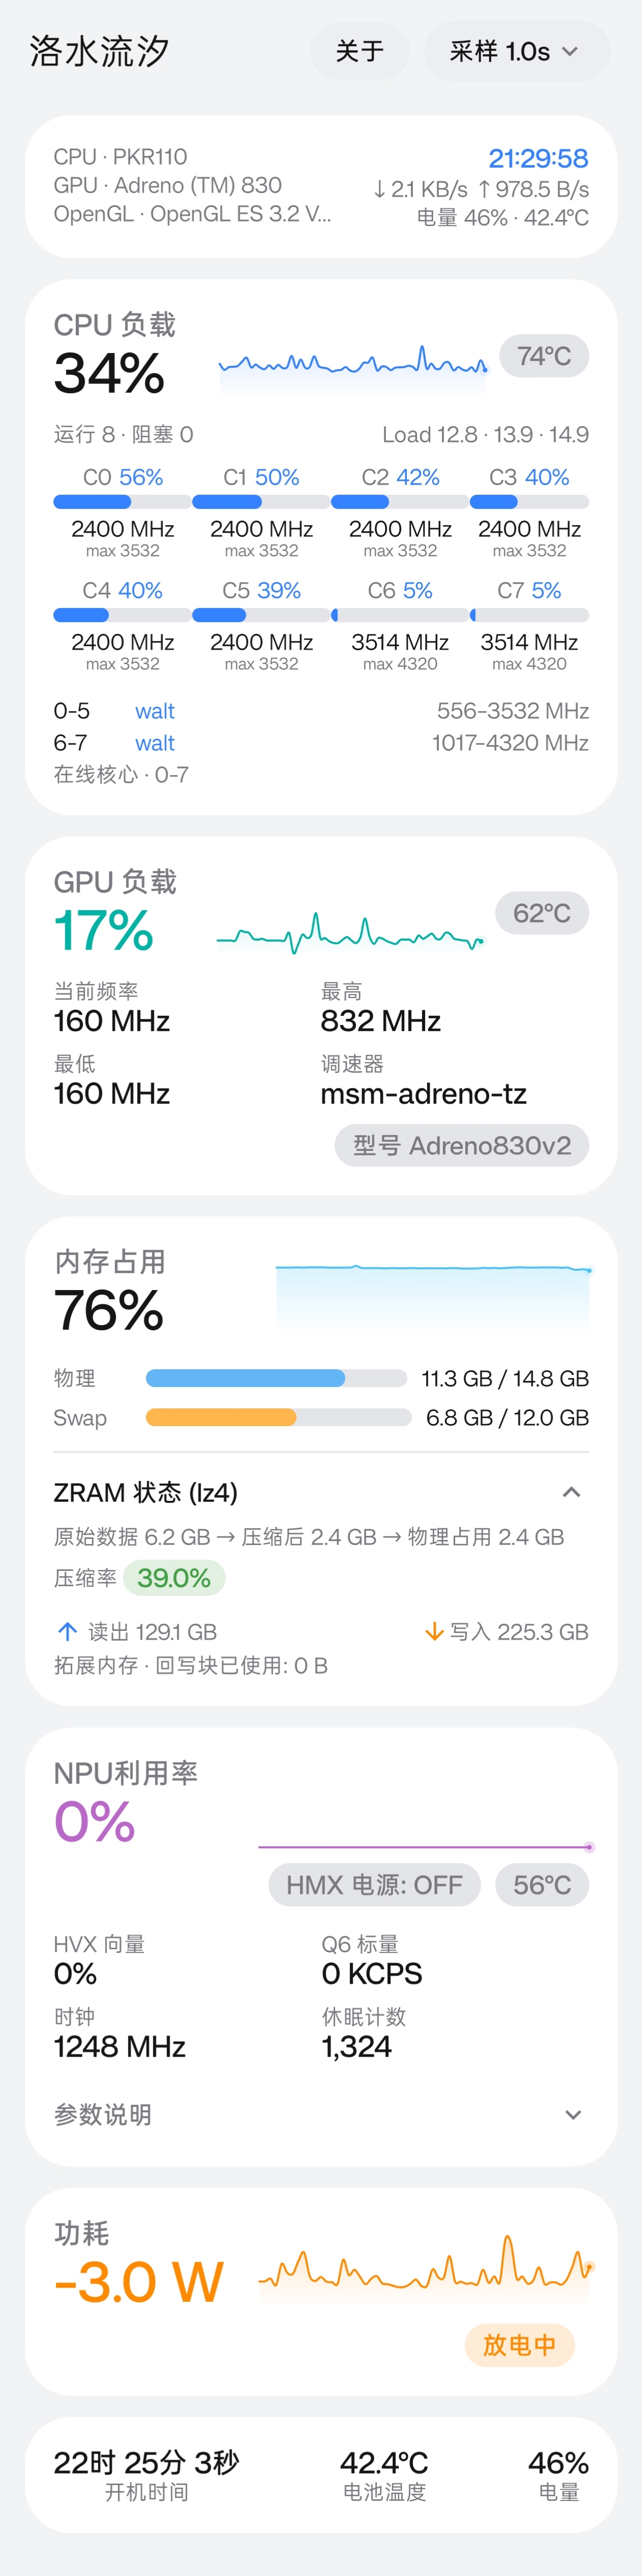 洛水流汐 关于 采样 1.0s
CPU · PKR110 21:29:58
GPU · Adreno (TM) 830 ↓ 2.1 KB/s ↑ 978.5 B/s
OpenGL · OpenGL ES 3.2 V... 电量 46% · 42.4°C
CPU 负载
34% 74°C
运行 8 · 阻塞 0 Load 12.8 · 13.9 · 14.9
C0 56% C1 50% C2 42% C3 40%
2400 MHz 2400 MHz 2400 MHz 2400 MHz
max 3532 max 3532 max 3532 max 3532
C4 40% C5 39% C6 5% C7 5%
2400 MHz 2400 MHz 3514 MHz 3514 MHz
max 3532 max 3532 max 4320 max 4320
0-5 walt 556–3532 MHz
6-7 walt 1017–4320 MHz
在线核心 · 0-7
GPU 负载
17% 62°C
当前频率 最高
160 MHz 832 MHz
最低 调速器
160 MHz msm-adreno-tz
型号 Adreno830v2
内存占用
76%
物理 11.3 GB / 14.8 GB
Swap 6.8 GB / 12.0 GB
ZRAM 状态 (lz4)
原始数据 6.2 GB → 压缩后 2.4 GB → 物理占用 2.4 GB
压缩率 39.0%
↑ 读出 129.1 GB ↓ 写入 225.3 GB
拓展内存 · 回写块已使用: 0 B
NPU利用率
0%
HMX 电源: OFF 56°C
HVX 向量 Q6 标量
0% 0 KCPS
时钟 休眠计数
1248 MHz 1,324
参数说明
功耗
-3.0 W
放电中
22时 25分 3秒 42.4°C 46%
开机时间 电池温度 电量